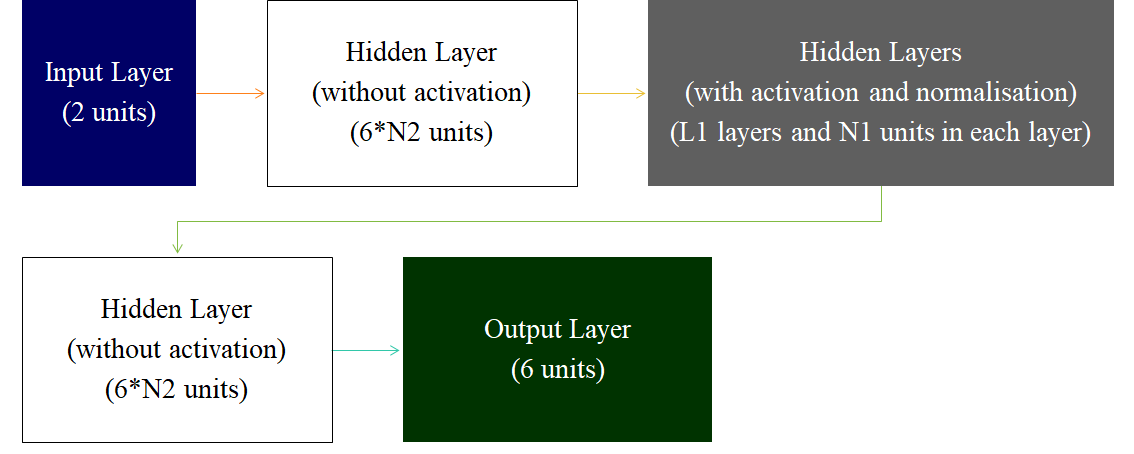 Input Layer
(2 units)
Hidden Layer
(without activation)
(6*N2 units)
Hidden Layers
(with activation and normalisation)
(L1 layers and N1 units in each layer)
Hidden Layer
(without activation)
(6*N2 units)
Output Layer
(6 units)